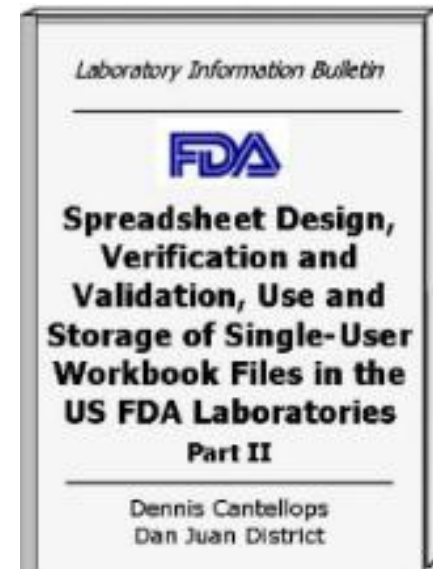 Laboratory Information Bulletin
FDA
Spreadsheet Design,
Verification and
Validation, Use and
Storage of Single-User
Workbook Files in the
US FDA Laboratories
Part II
Dennis Cantellops
Dan Juan District